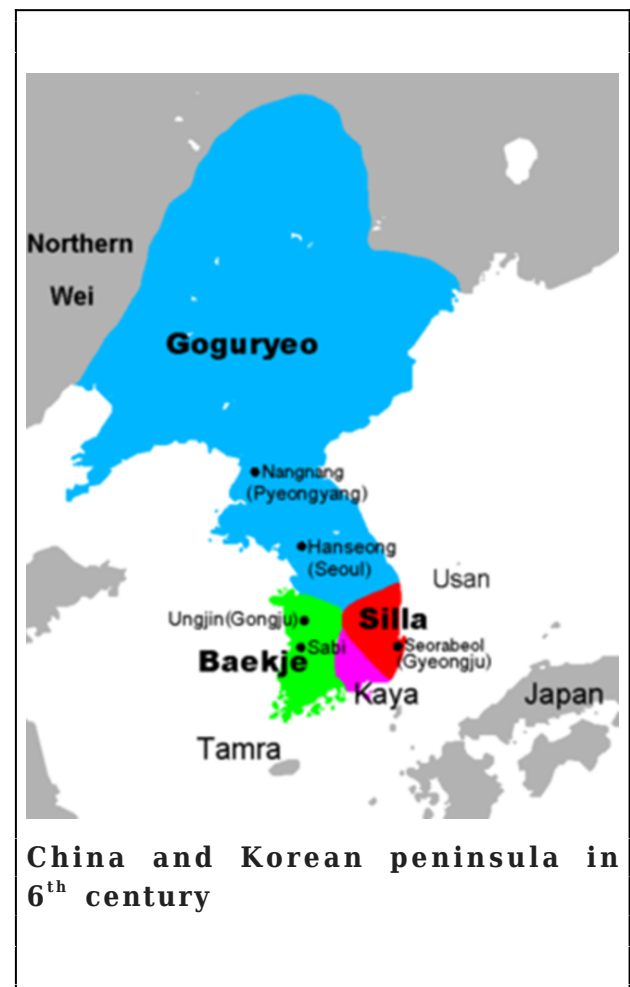 Northern
Wei
Goguryeo
Nangnang
(Pyeongyang)
Hanseong
(Seoul)
Usan
Ungjin(Gongju)
Silla
Sabi
Seorabeol
(Gyeongju)
Baekje
Kaya
Japan
Tamra
China and Korean peninsula in
6th century